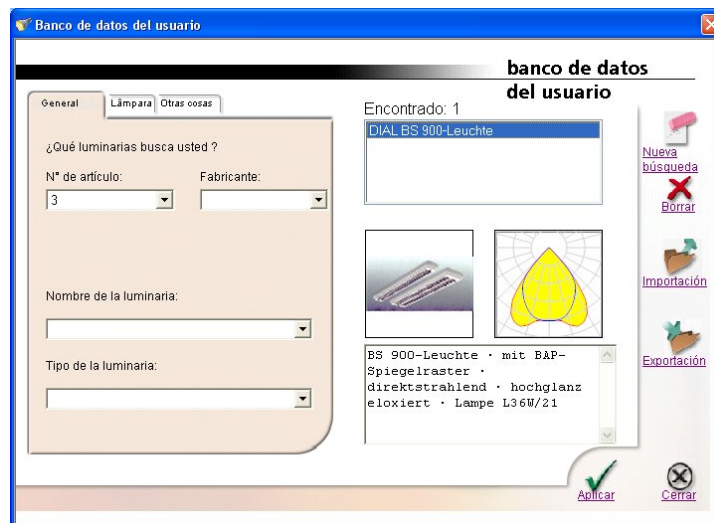 Banco de datos del usuario
banco de datos
del usuario
General
Lámpara
Otras cosas
¿Qué luminarias busca usted ?
N° de artículo:
Fabricante:
3
Nombre de la luminaria:
Tipo de la luminaria:
Encontrado: 1
DIAL BS 900-Leuchte
BS 900-Leuchte · mit BAP-
Spiegelraster ·
direktstrahlend · hochglanz
eloxiert · Lampe L36W/21
Nueva
búsqueda
Borrar
Importación
Exportación
Aplicar
Cerrar